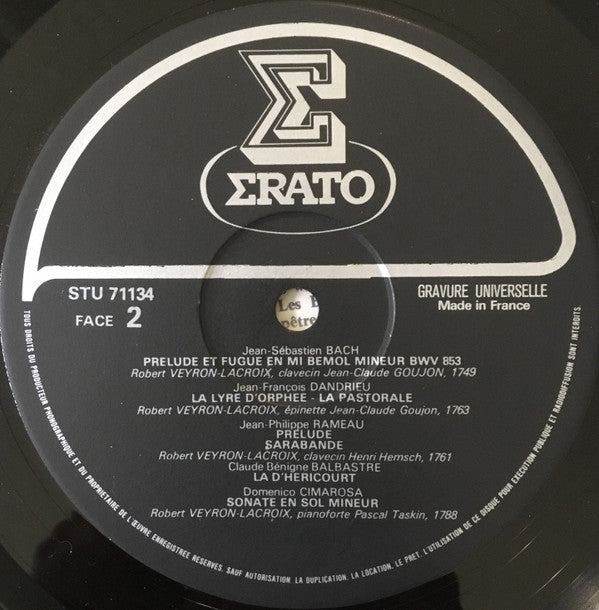 Σ
ΣRATO
STU 71134
FACE 2
GRAVURE UNIVERSELLE
Made in France
Les
pêtre
Jean-Sébastien BACH
PRELUDE ET FUGUE EN MI BEMOL MINEUR BWV 853
Robert VEYRON-LACROIX, clavecin Jean-Claude GOUJON, 1749
Jean-François DANDRIEU
LA LYRE D'ORPHEE - LA PASTORALE
Robert VEYRON-LACROIX, épinette Jean-Claude Goujon, 1763
Jean-Philippe RAMEAU
PRELUDE
SARABANDE
Robert VEYRON-LACROIX, clavecin Henri Hemsch, 1761
Claude Bénigne BALBASTRE
LA D'HERICOURT
Domenico CIMAROSA
SONATE EN SOL MINEUR
Robert VEYRON-LACROIX, pianoforte Pascal Taskin, 1788
TOUS DROITS DU PRODUCTEUR PHONOGRAPHIQUE ET DU PROPRIETAIRE DE L'ŒUVRE ENREGISTREE RESERVES. SAUF AUTORISATION. LA DUPLICATION. LA LOCATION. LE PRET. L'UTILISATION DE CE DISQUE POUR EXECUTION PUBLIQUE ET RADIODIFFUSION SONT INTERDITS.